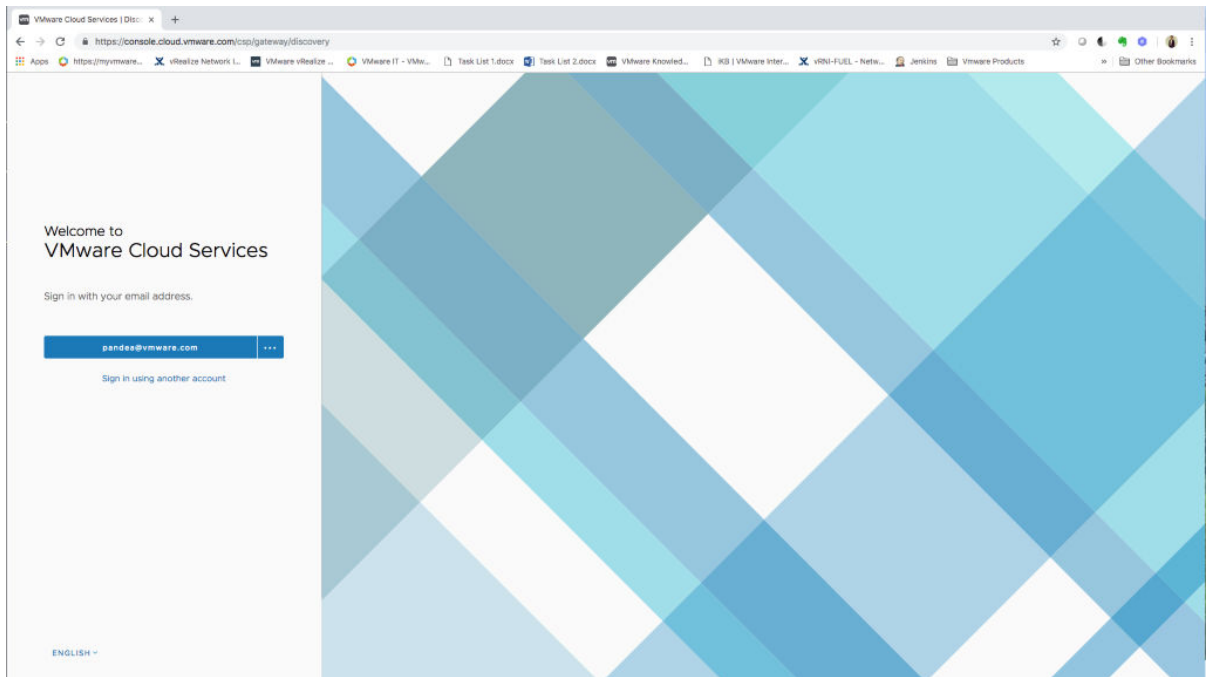 VMware Cloud Services | Disc
https://console.cloud.vmware.com/csp/gateway/discovery
Apps https://myvmware... vRealize Network I... VMware vRealize ... VMware IT - VMw... Task List 1.docx Task List 2.docx VMware Knowled... IKB | VMware Inter... vRNI-FUEL - Netw... Jenkins Vmware Products » Other Bookmarks
Welcome to
VMware Cloud Services
Sign in with your email address.
pandea@vmware.com ...
Sign in using another account
ENGLISH